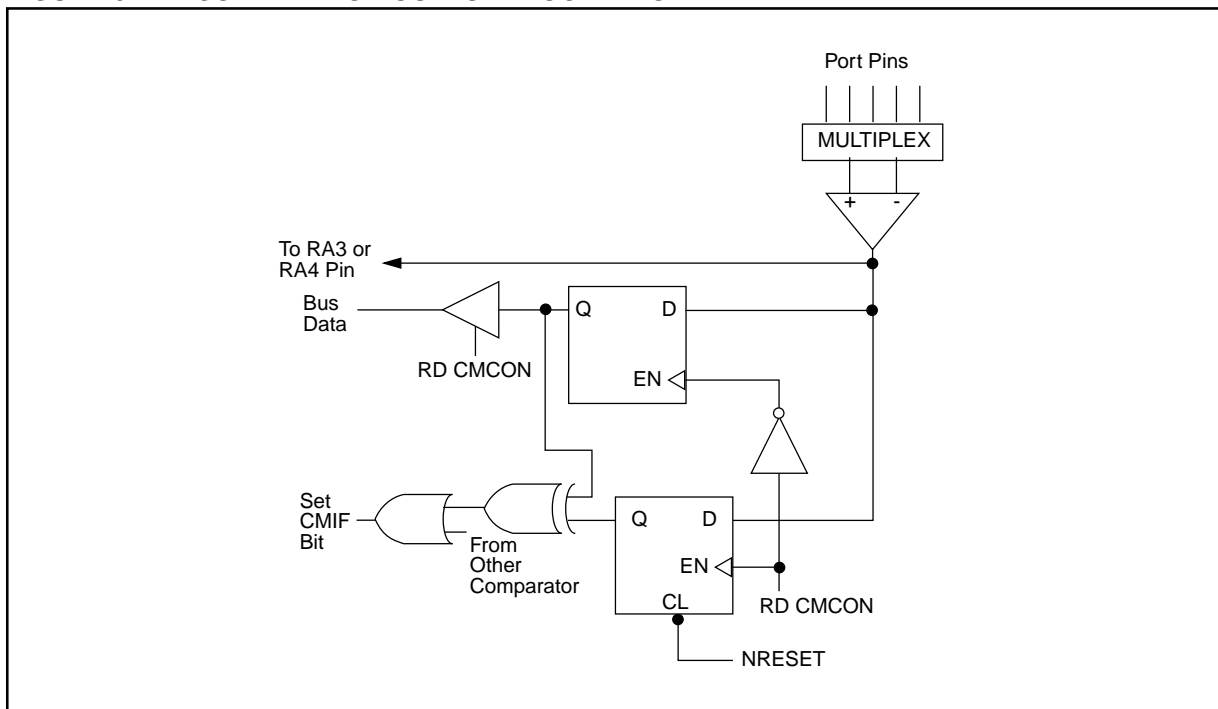 Port Pins
MULTIPLEX
+ -
To RA3 or
RA4 Pin
Bus
Data
Q D
EN
RD CMCON
Set
CMIF
Bit
From
Other
Comparator
Q D
EN
CL
RD CMCON
NRESET